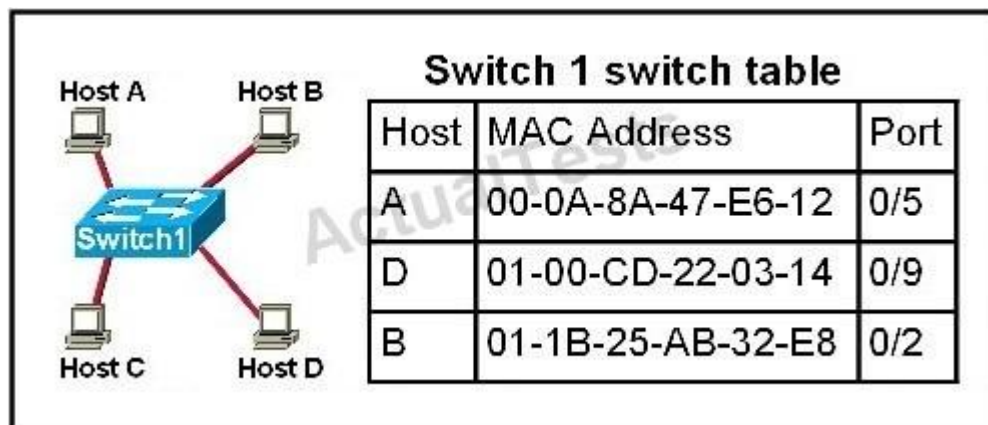 Switch 1 switch table
Host A Host B
Switch1
Host C Host D
Host MAC Address Port
A 00-0A-8A-47-E6-12 0/5
D 01-00-CD-22-03-14 0/9
B 01-1B-25-AB-32-E8 0/2
ActualTests